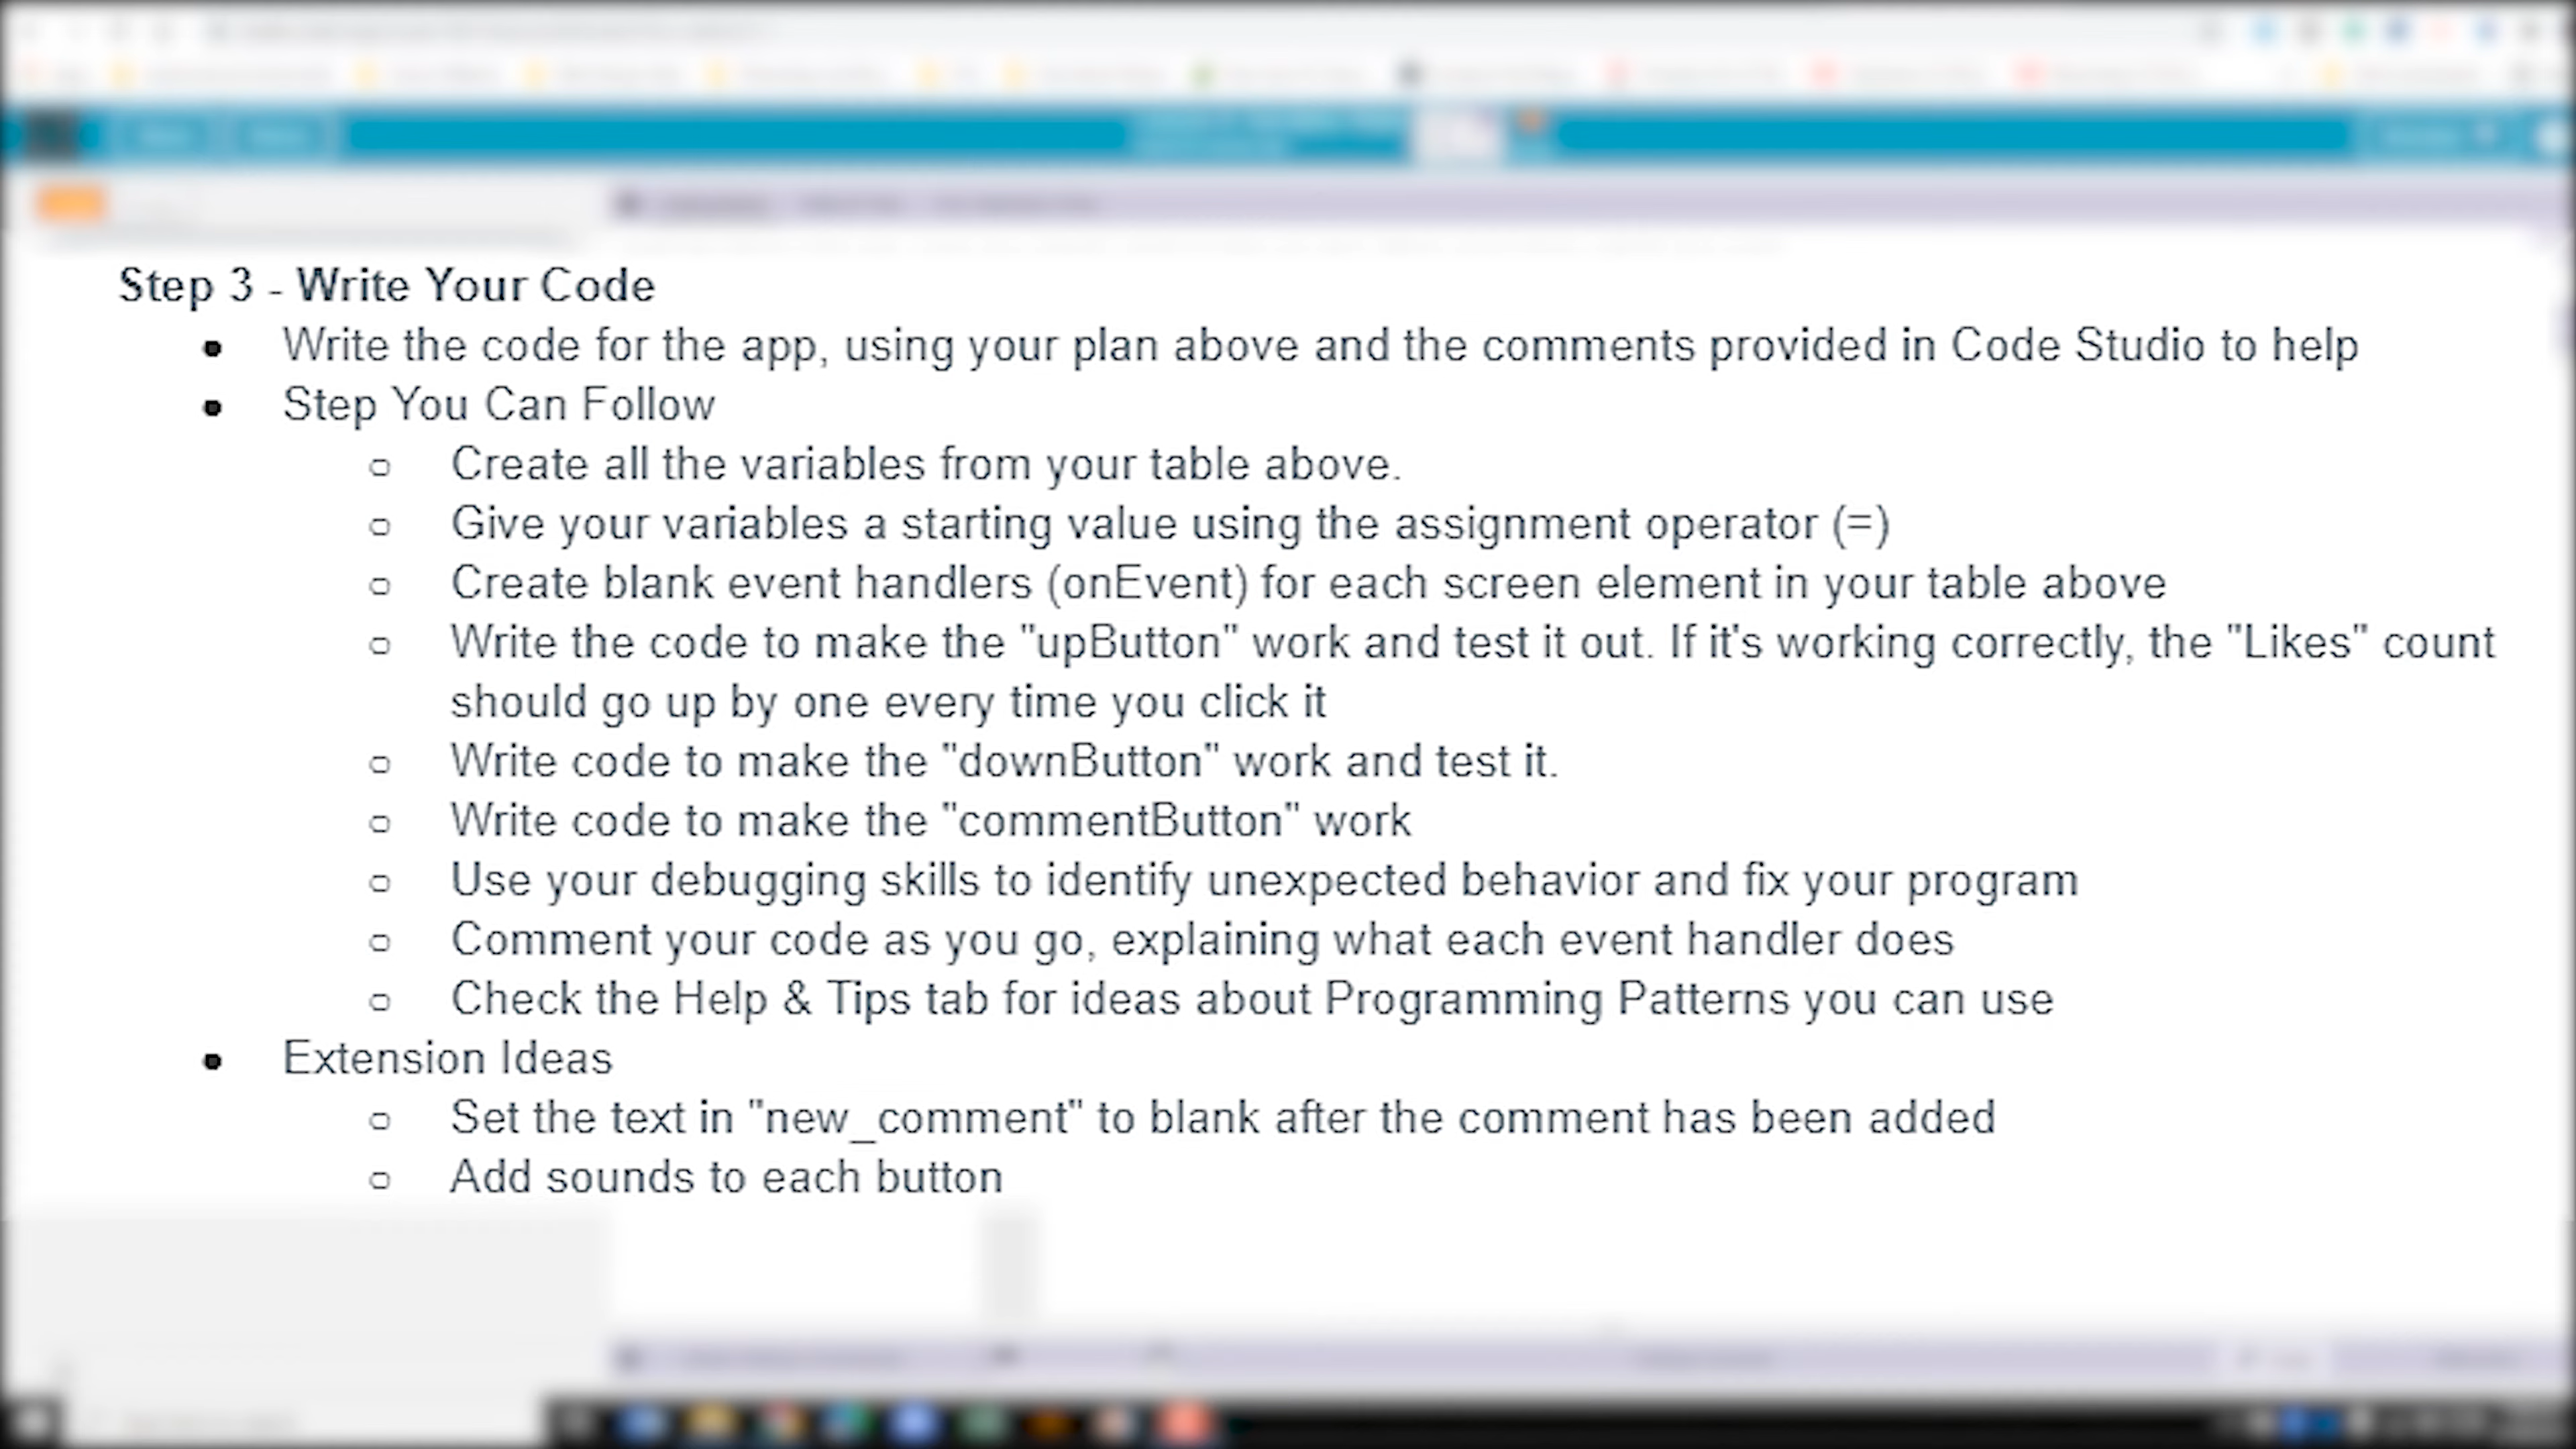 Step 3 - Write Your Code
Write the code for the app, using your plan above and the comments provided in Code Studio to help
Step You Can Follow
Create all the variables from your table above.
Give your variables a starting value using the assignment operator (=)
Create blank event handlers (onEvent) for each screen element in your table above
Write the code to make the "upButton" work and test it out. If it's working correctly, the "Likes" count
should go up by one every time you click it
Write code to make the "downButton" work and test it.
Write code to make the "commentButton" work
Use your debugging skills to identify unexpected behavior and fix your program
Comment your code as you go, explaining what each event handler does
Check the Help & Tips tab for ideas about Programming Patterns you can use
Extension Ideas
Set the text in "new_comment" to blank after the comment has been added
Add sounds to each button